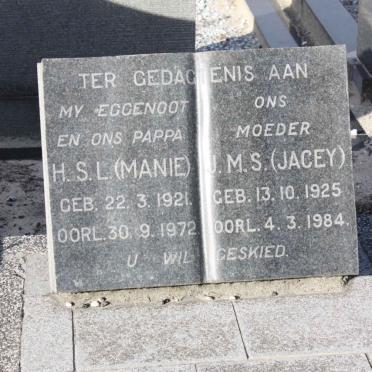 TER GEDAGTENIS AAN
MY EGGENOOT
EN ONS PAPPA
H.S.L. (MANIE)
GEB. 22.3.1921.
OORL. 30.9.1972
ONS
MOEDER
J.M.S. (JACEY)
GEB. 13.10.1925
OORL. 4.3.1984.
U WIL GESKIED.